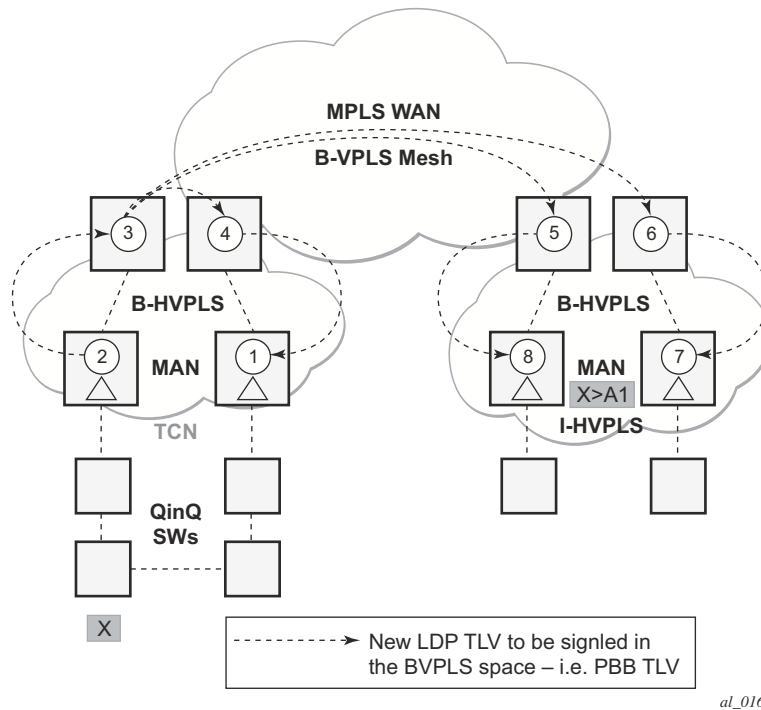 MPLS WAN
B-VPLS Mesh
3
4
5
6
B-HVPLS
B-HVPLS
2
MAN
1
8
MAN
7
X>A1
TCN
I-HVPLS
QinQ
SWs
X
New LDP TLV to be signled in
the BVPLS space – i.e. PBB TLV